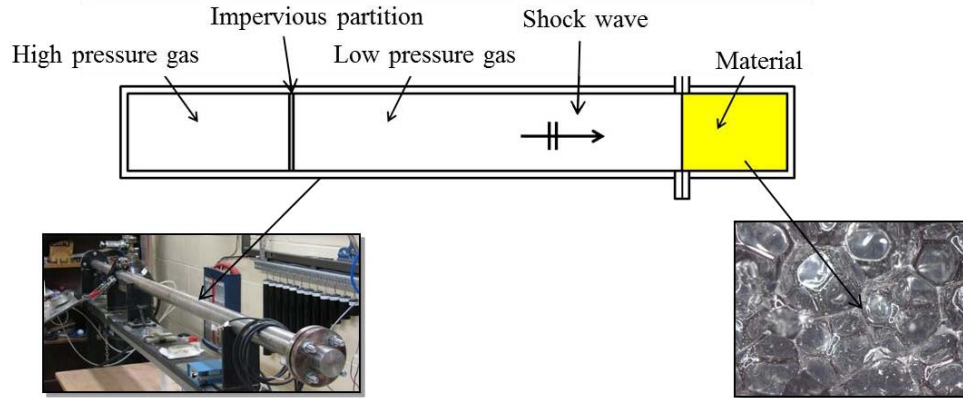 Impervious partition
Shock wave
High pressure gas
Low pressure gas
Material